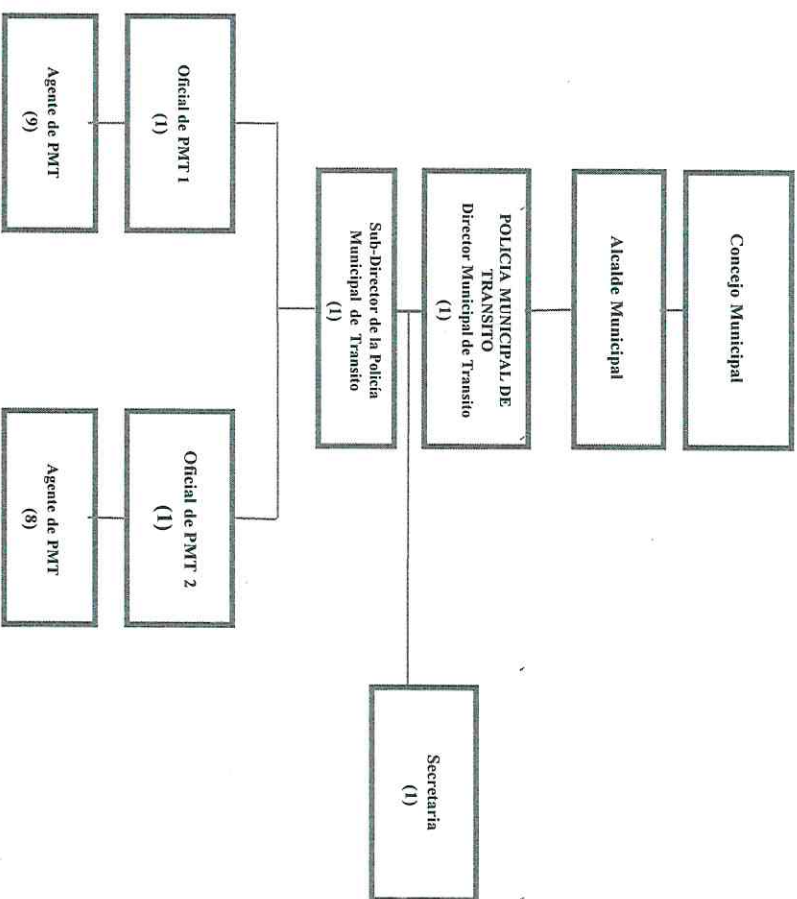 Concejo Municipal
Alcalde Municipal
POLICIA MUNICIPAL DE
TRANSITO
Director Municipal de Transito
(1)
Secretaria
(1)
Sub-Director de la Policía
Municipal de Transito
(1)
Oficial de PMT 1
(1)
Oficial de PMT 2
(1)
Agente de PMT
(9)
Agente de PMT
(8)